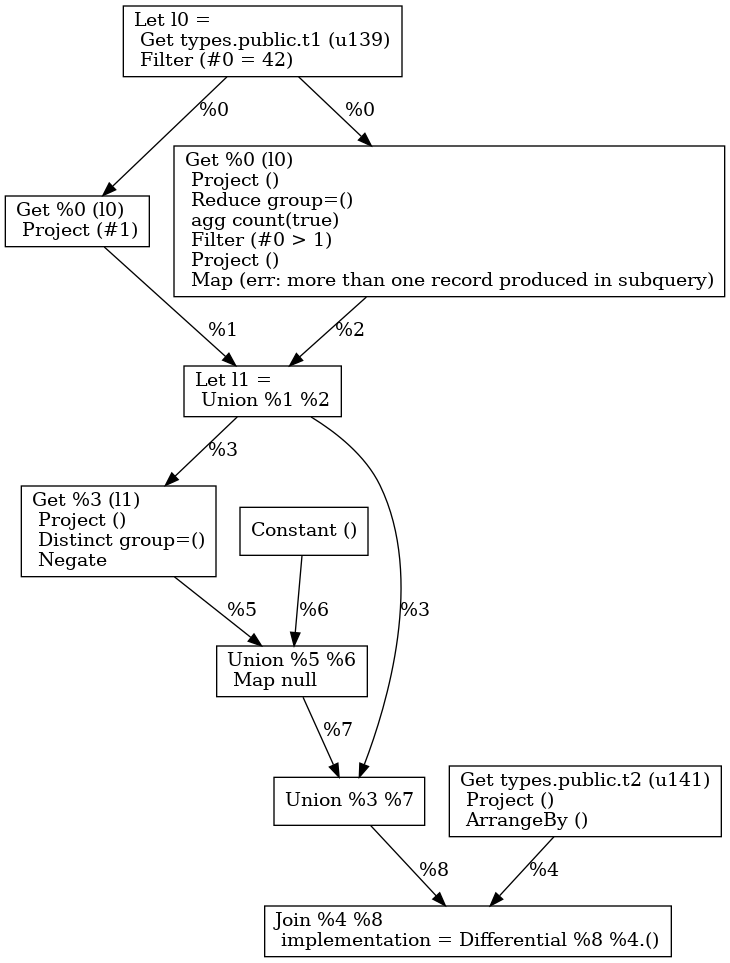 Let l0 =
Get types.public.t1 (u139)
Filter (#0 = 42)
%0
%0
Get %0 (l0)
Project (#1)
Get %0 (l0)
Project ()
Reduce group=()
agg count(true)
Filter (#0 > 1)
Project ()
Map (err: more than one record produced in subquery)
%1
%2
Let l1 =
Union %1 %2
%3
Get %3 (l1)
Project ()
Distinct group=()
Negate
Constant ()
%5
%6
%3
Union %5 %6
Map null
%7
Union %3 %7
Get types.public.t2 (u141)
Project ()
ArrangeBy ()
%8
%4
Join %4 %8
implementation = Differential %8 %4.()